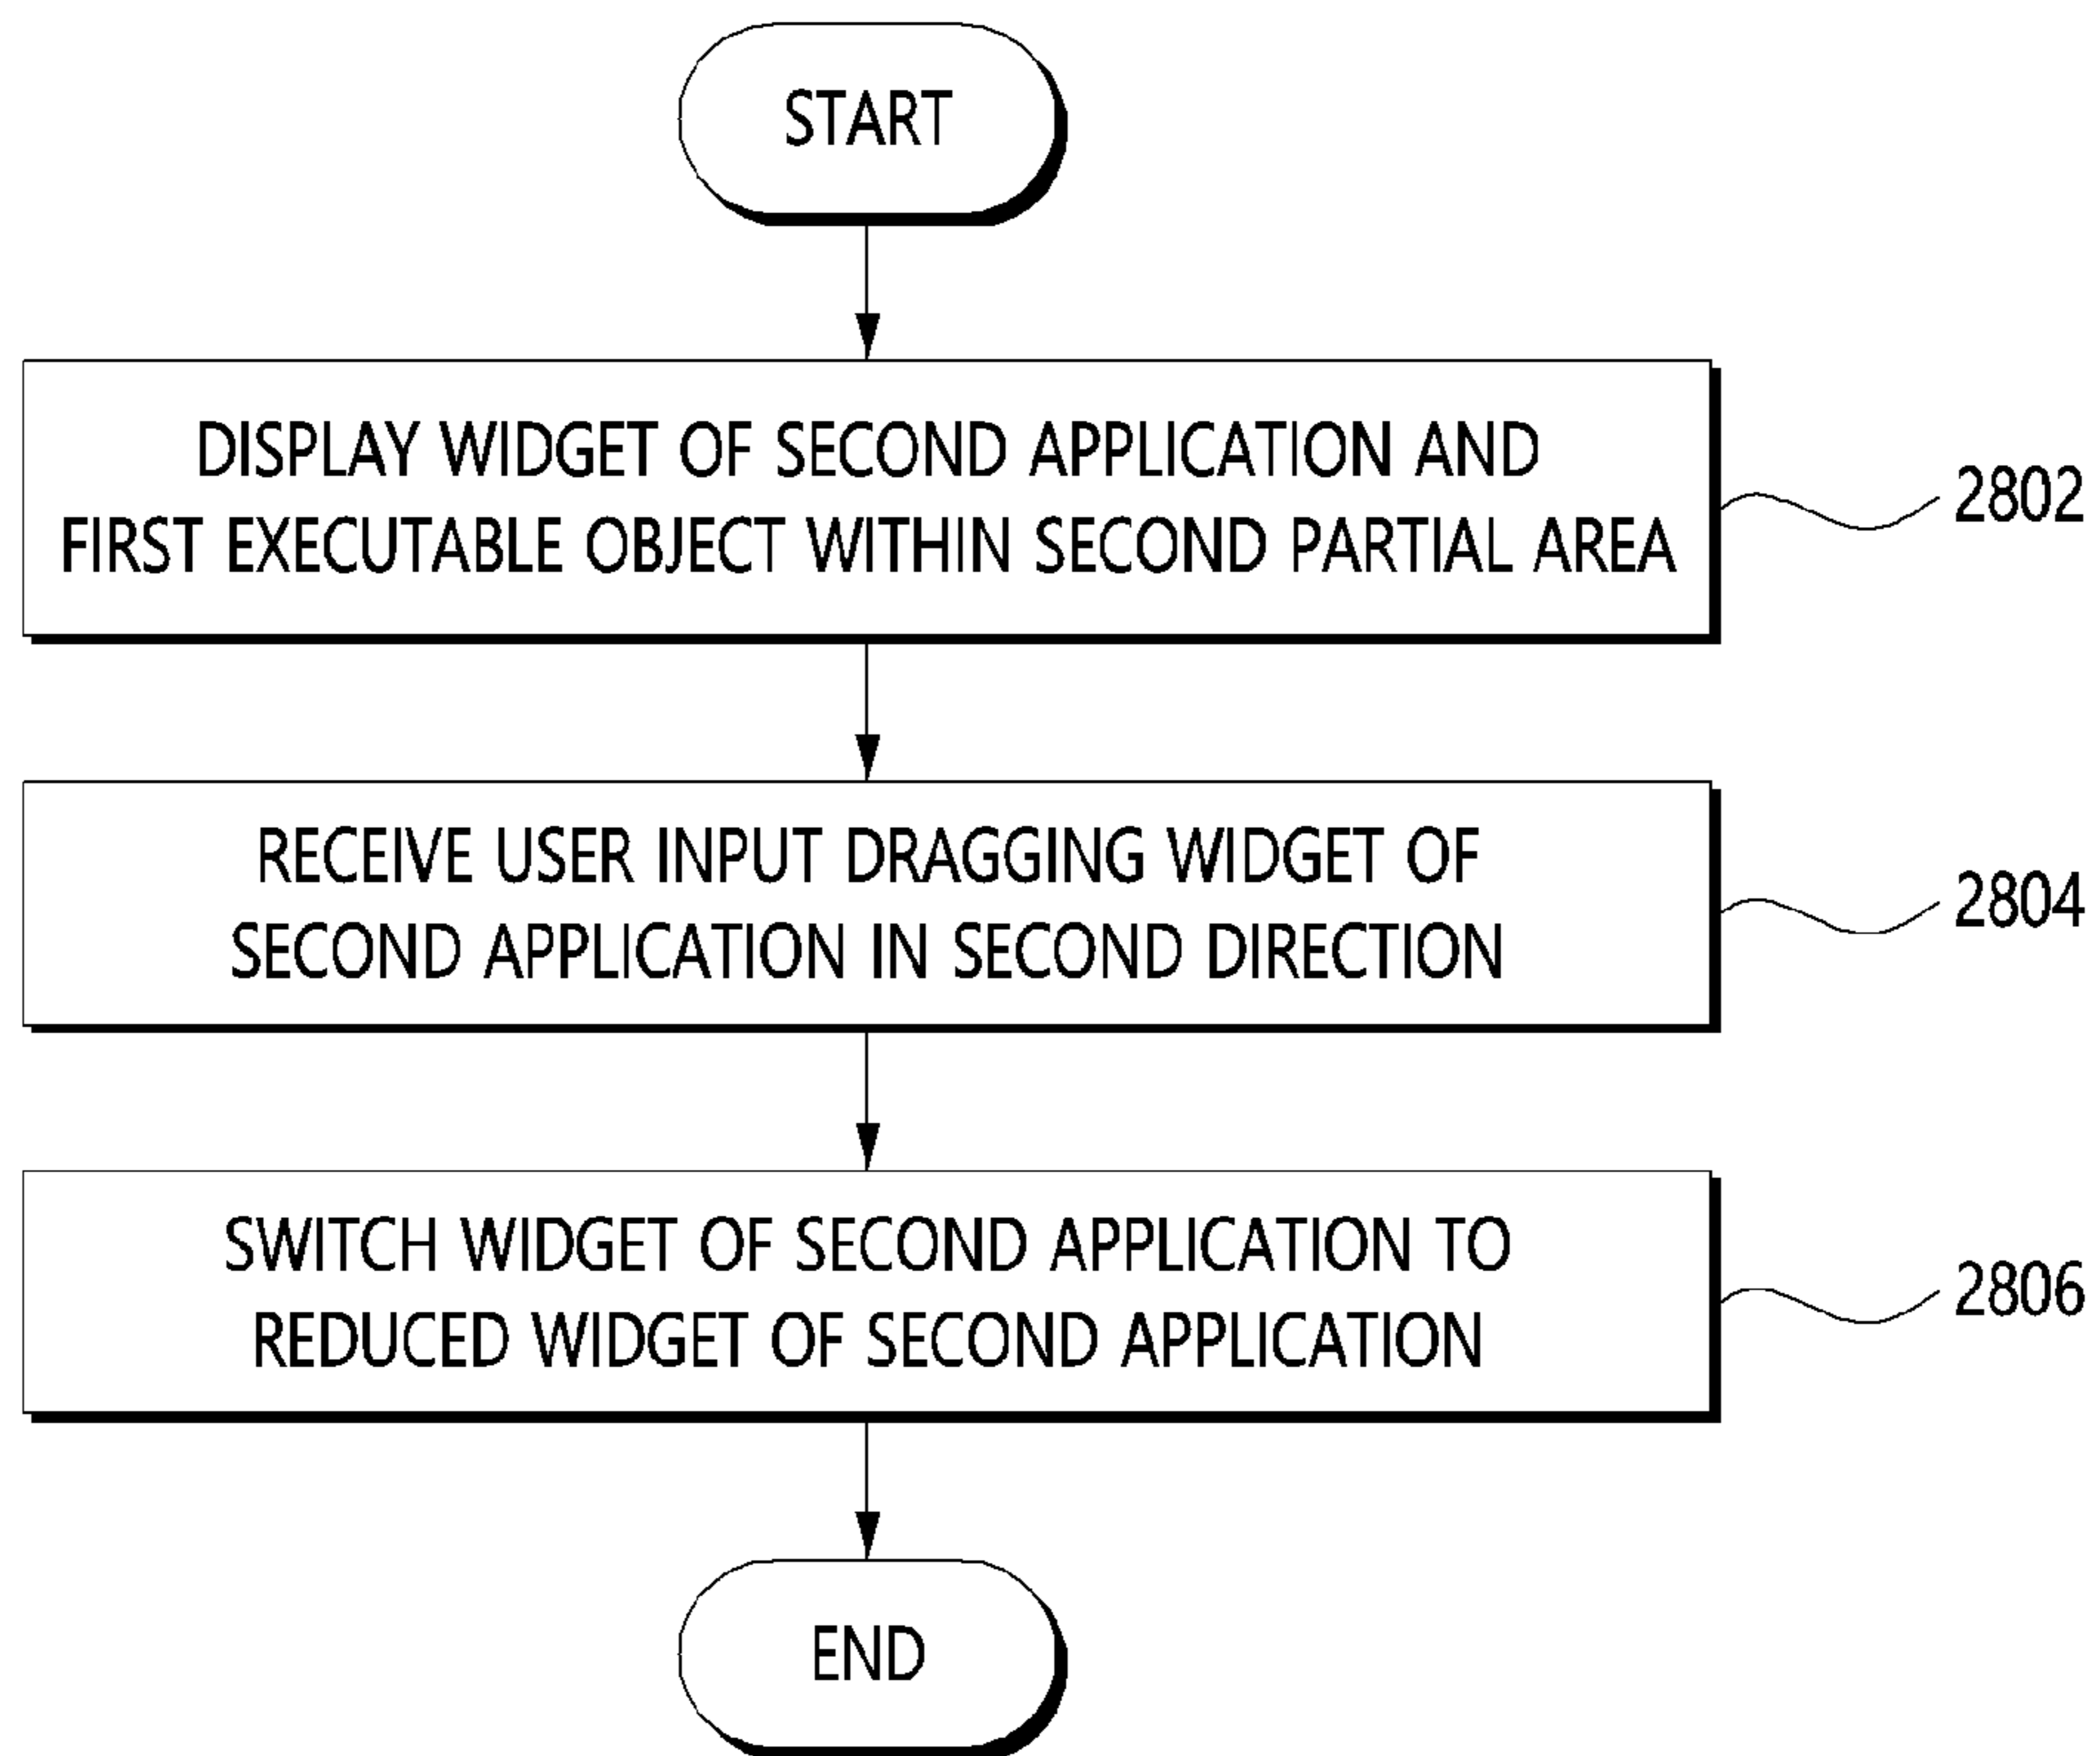 START
DISPLAY WIDGET OF SECOND APPLICATION AND
FIRST EXECUTABLE OBJECT WITHIN SECOND PARTIAL AREA
2802
RECEIVE USER INPUT DRAGGING WIDGET OF
SECOND APPLICATION IN SECOND DIRECTION
2804
SWITCH WIDGET OF SECOND APPLICATION TO
REDUCED WIDGET OF SECOND APPLICATION
2806
END